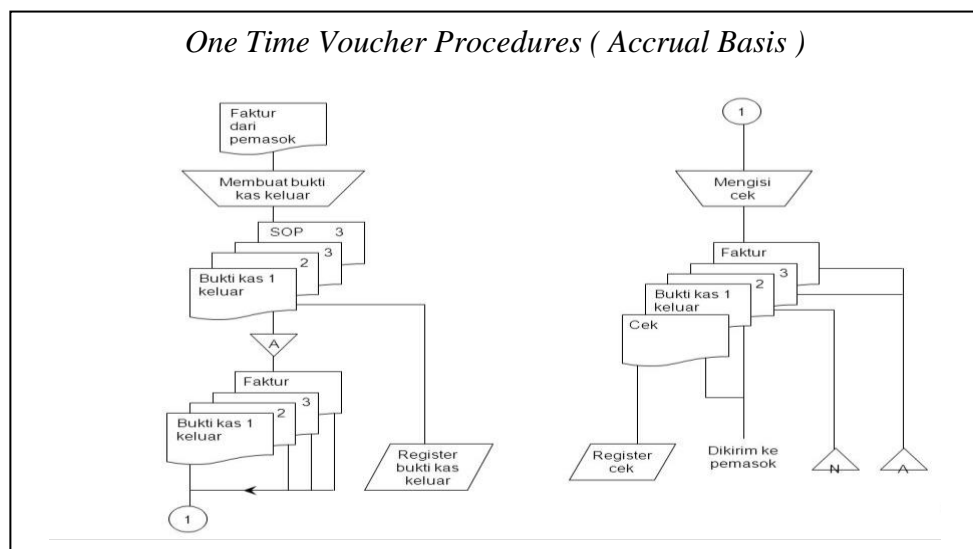 One Time Voucher Procedures ( Accrual Basis )
Faktur
dari
pemasok
Membuat bukti
kas keluar
SOP 3
3
2
Bukti kas 1
keluar
A
Faktur
3
2
Bukti kas 1
keluar
Register
bukti kas
keluar
1
1
Mengisi
cek
Faktur
3
2
Bukti kas 1
keluar
Cek
Register
cek
Dikirim ke
pemasok
N
A